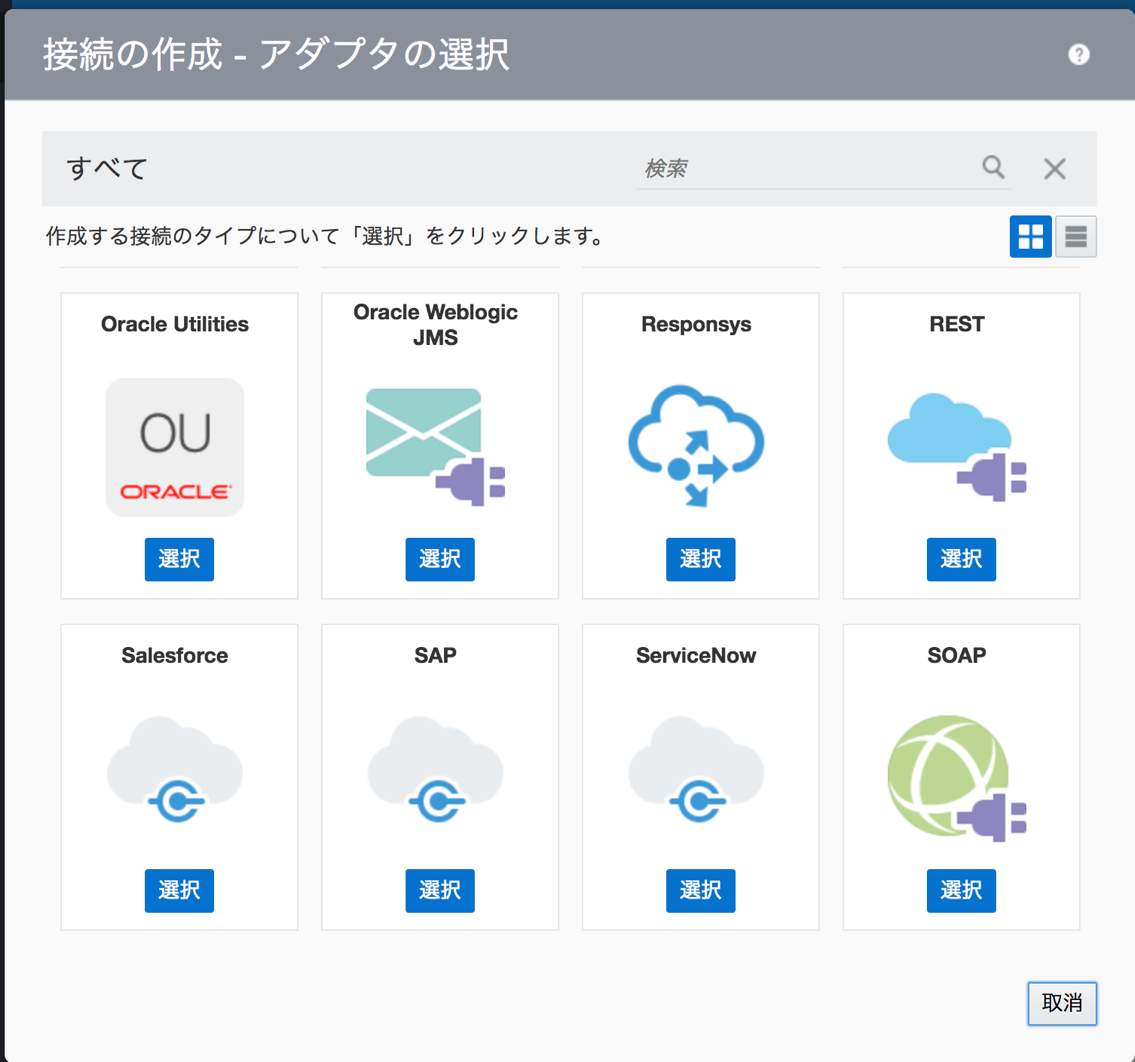 接続の作成 - アダプタの選択
?
すべて
検索
作成する接続のタイプについて「選択」をクリックします。
Oracle Utilities
OU
ORACLE
選択
Oracle Weblogic
JMS
選択
Responsys
選択
REST
選択
Salesforce
選択
SAP
選択
ServiceNow
選択
SOAP
選択
取消